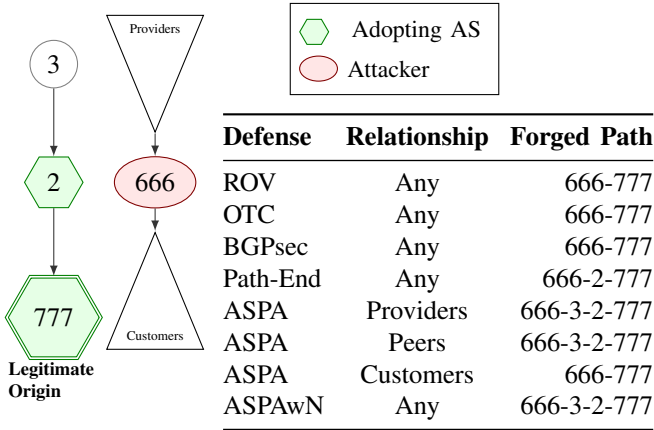 3
2
777
Legitimate
Origin
Providers
666
Customers
Adopting AS
Attacker
Defense Relationship Forged Path
ROV Any 666-777
OTC Any 666-777
BGPsec Any 666-777
Path-End Any 666-2-777
ASPA Providers 666-3-2-777
ASPA Peers 666-3-2-777
ASPA Customers 666-777
ASPAwN Any 666-3-2-777